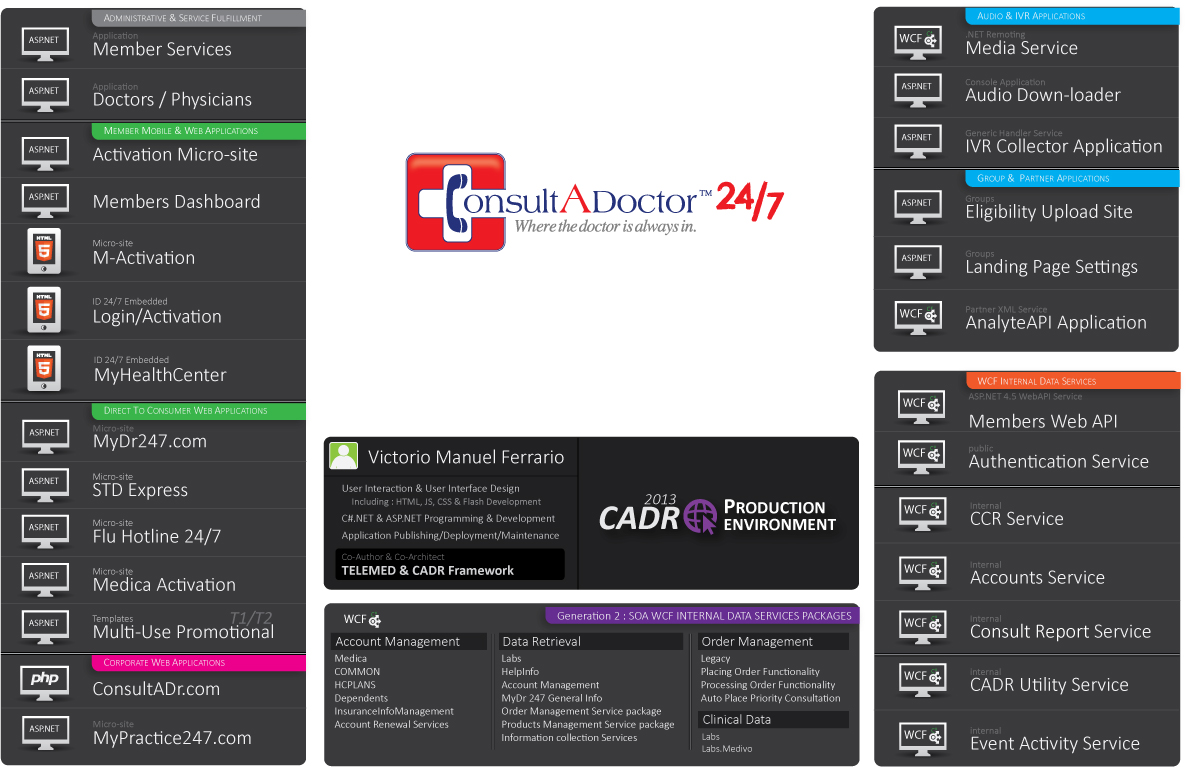 ADMINISTRATIVE & SERVICE FULFILLMENT
ASP.NET
Application
Member Services
ASP.NET
Application
Doctors / Physicians
MEMBER MOBILE & WEB APPLICATIONS
ASP.NET
Activation Micro-site
ASP.NET
Members Dashboard
HTML
5
Micro-site
M-Activation
HTML
5
ID 24/7 Embedded
Login/Activation
HTML
5
ID 24/7 Embedded
MyHealthCenter
DIRECT TO CONSUMER WEB APPLICATIONS
ASP.NET
Micro-site
MyDr247.com
ASP.NET
Micro-site
STD Express
ASP.NET
Micro-site
Flu Hotline 24/7
ASP.NET
Micro-site
Medica Activation
ASP.NET
Templates
T1/T2
Multi-Use Promotional
CORPORATE WEB APPLICATIONS
php
ConsultADr.com
ASP.NET
Micro-site
MyPractice247.com
ConsultADoctor™ 24/7
Where the doctor is always in.
Victorio Manuel Ferrario
User Interaction & User Interface Design
Including : HTML, JS, CSS & Flash Development
C#.NET & ASP.NET Programming & Development
Application Publishing/Deployment/Maintenance
Co-Author & Co-Architect
TELEMED & CADR Framework
2013
CADR
PRODUCTION
ENVIRONMENT
WCF
Generation 2 : SOA WCF INTERNAL DATA SERVICES PACKAGES
Account Management
Medica
COMMON
HCPLANS
Dependents
InsuranceInfoManagement
Account Renewal Services
Data Retrieval
Labs
HelpInfo
Account Management
MyDr 247 General Info
Order Management Service package
Products Management Service package
Information collection Services
Order Management
Legacy
Placing Order Functionality
Processing Order Functionality
Auto Place Priority Consultation
Clinical Data
Labs
Labs.Medivo
AUDIO & IVR APPLICATIONS
WCF
.NET Remoting
Media Service
ASP.NET
Console Application
Audio Down-loader
ASP.NET
Generic Handler Service
IVR Collector Application
GROUP & PARTNER APPLICATIONS
ASP.NET
Groups
Eligibility Upload Site
ASP.NET
Groups
Landing Page Settings
WCF
Partner XML Service
AnalyteAPI Application
WCF INTERNAL DATA SERVICES
WCF
ASP.NET 4.5 WebAPI Service
Members Web API
WCF
public
Authentication Service
WCF
Internal
CCR Service
WCF
Internal
Accounts Service
WCF
Internal
Consult Report Service
WCF
Internal
CADR Utility Service
WCF
Internal
Event Activity Service